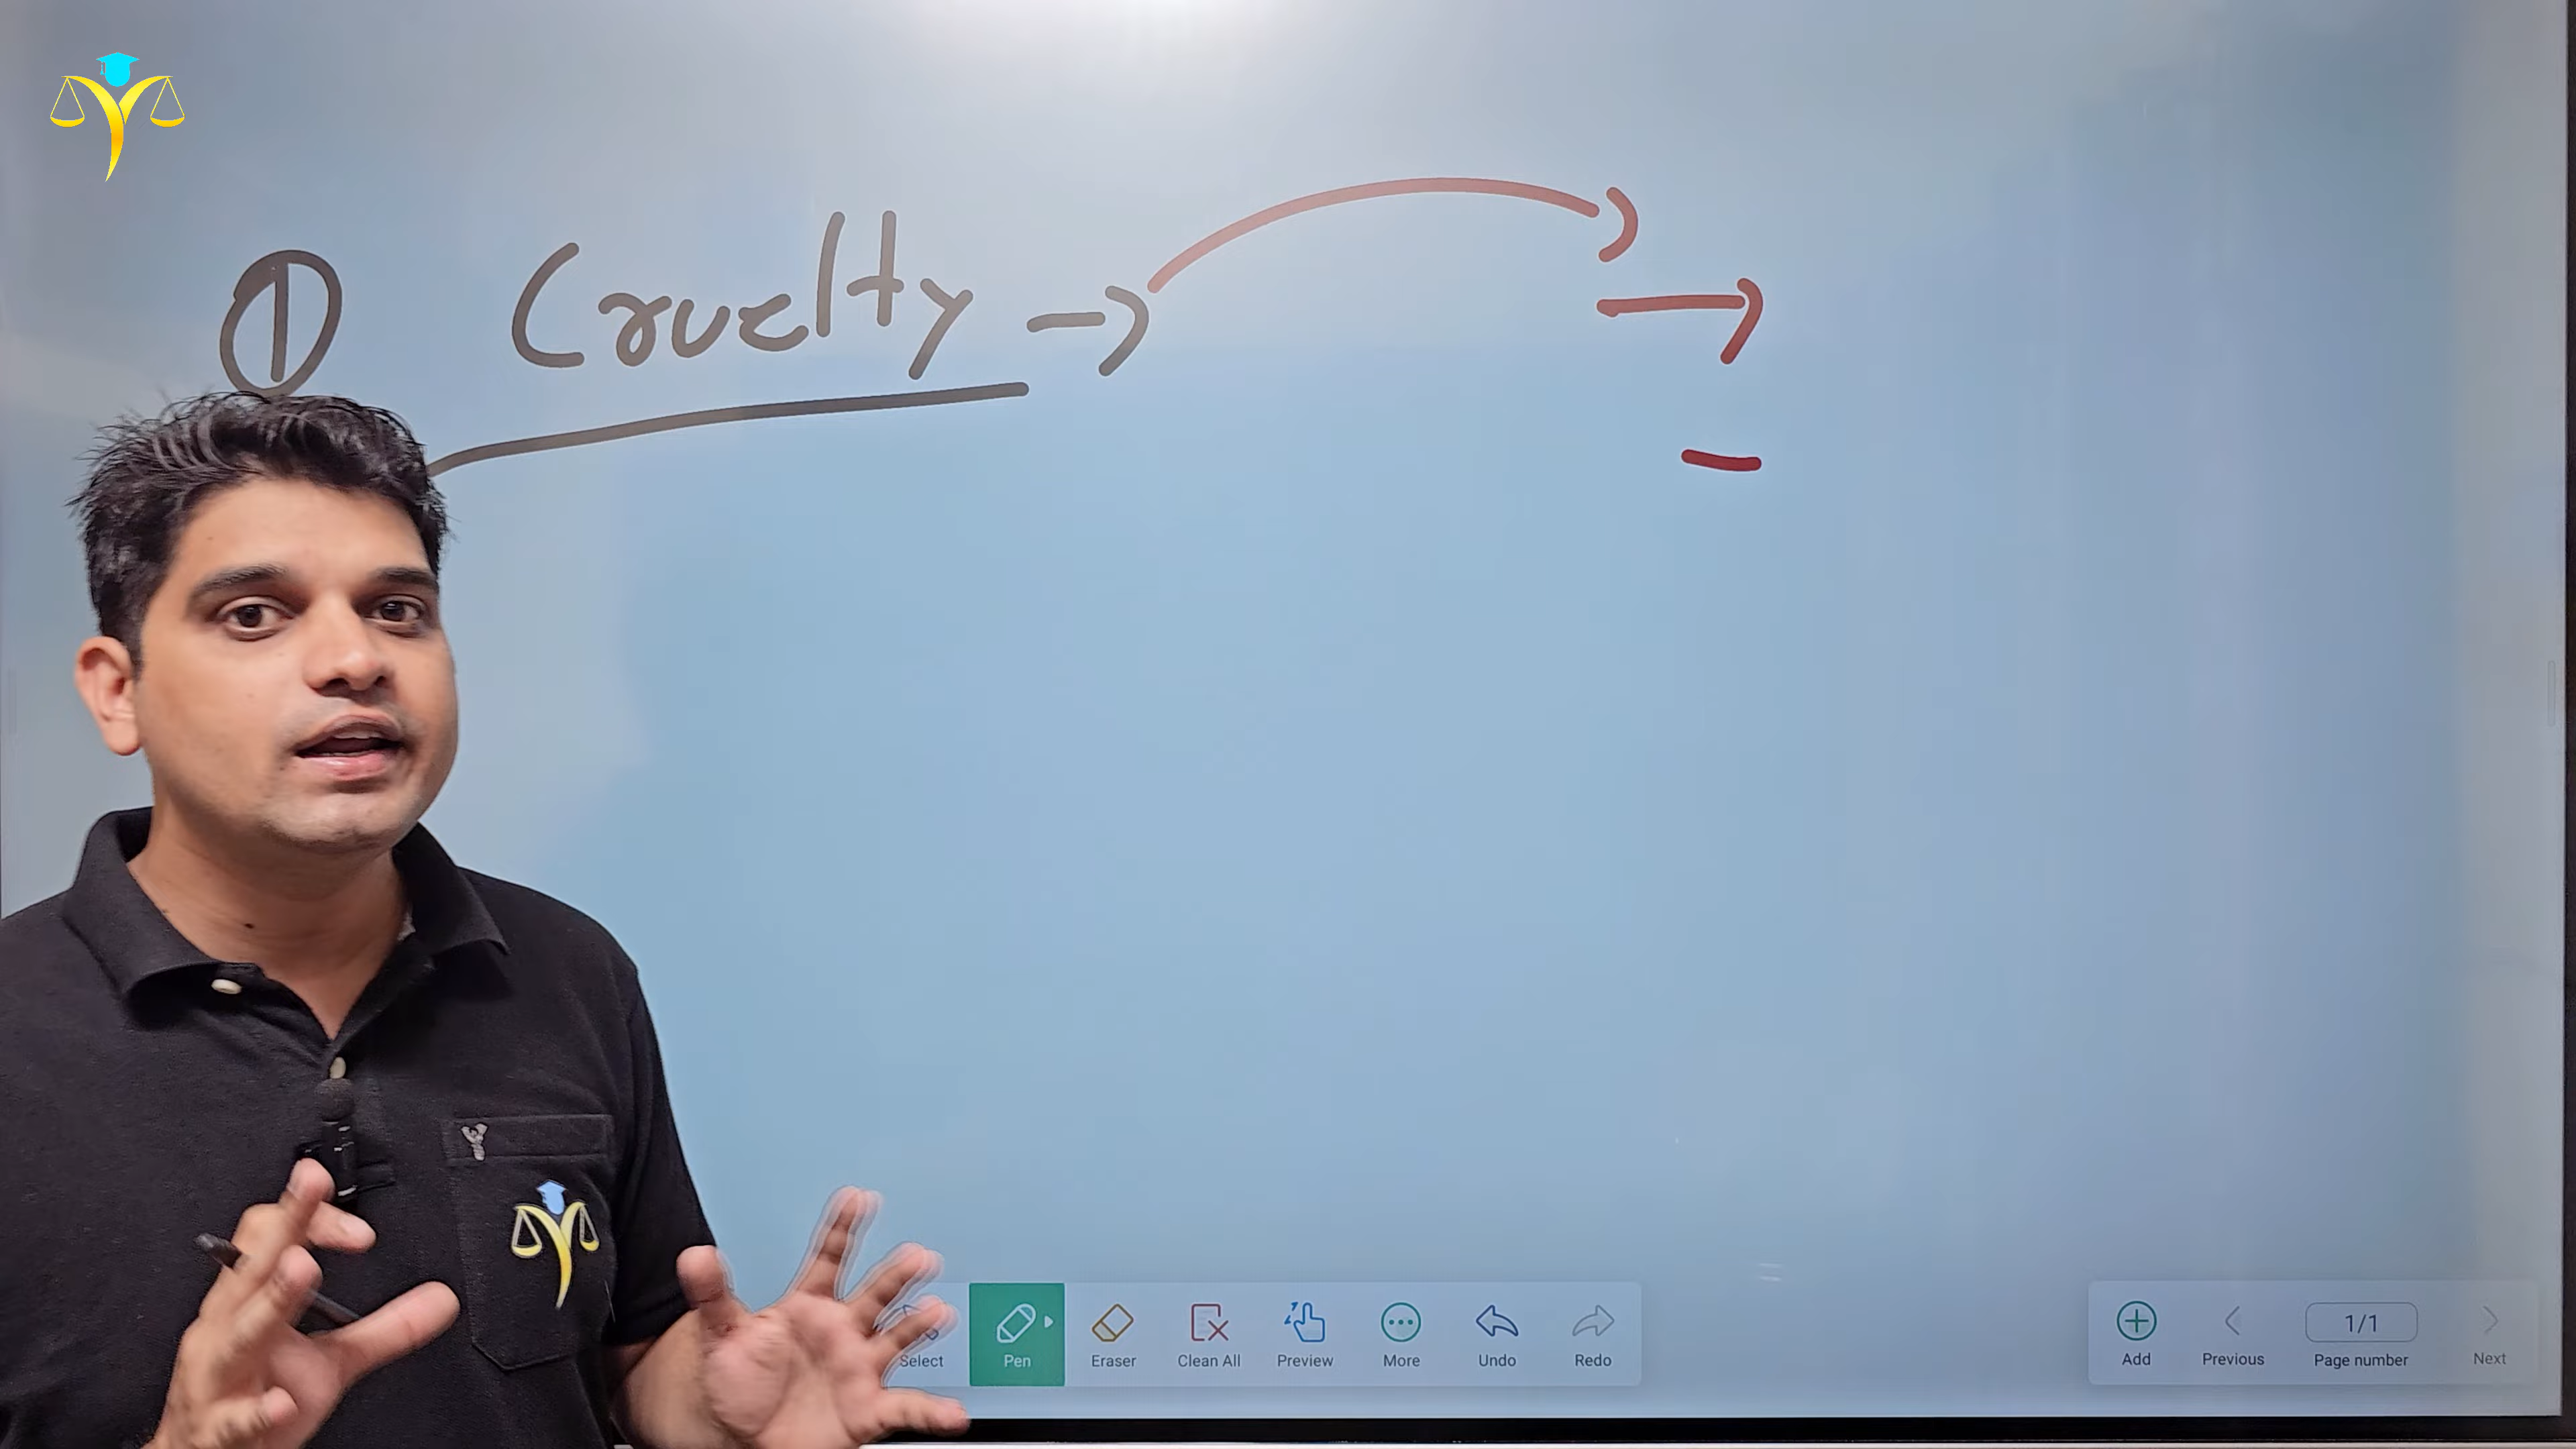 ① Cruelty →
Select Pen Eraser Clean All Preview More Undo Redo
1/1
Add Previous Page number Next